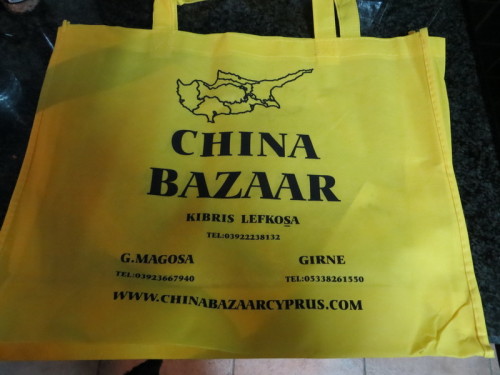 CHINA
BAZAAR
KIBRIS LEFKOŞA
TEL:03922238132
G.MAGOSA GIRNE
TEL:03923667940 TEL:05338261550
WWW.CHINABAZAARCYPRUS.COM